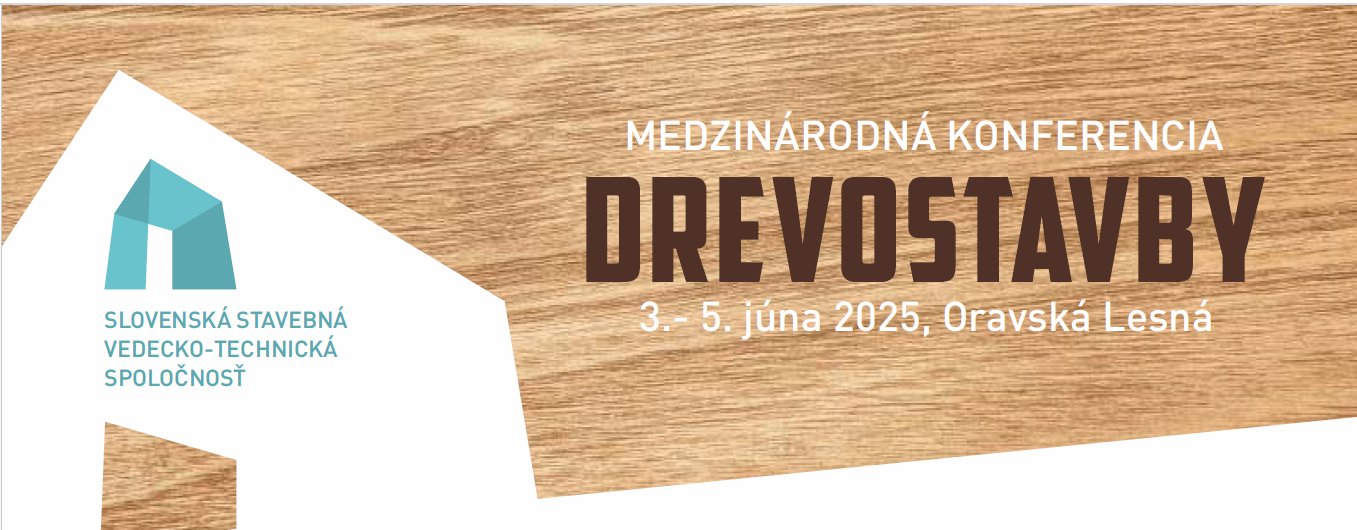 MEDZINÁRODNÁ KONFERENCIA
DREVOSTAVBY
3.- 5. júna 2025, Oravská Lesná
SLOVENSKÁ STAVEBNÁ
VEDECKO-TECHNICKÁ
SPOLOČNOSŤ